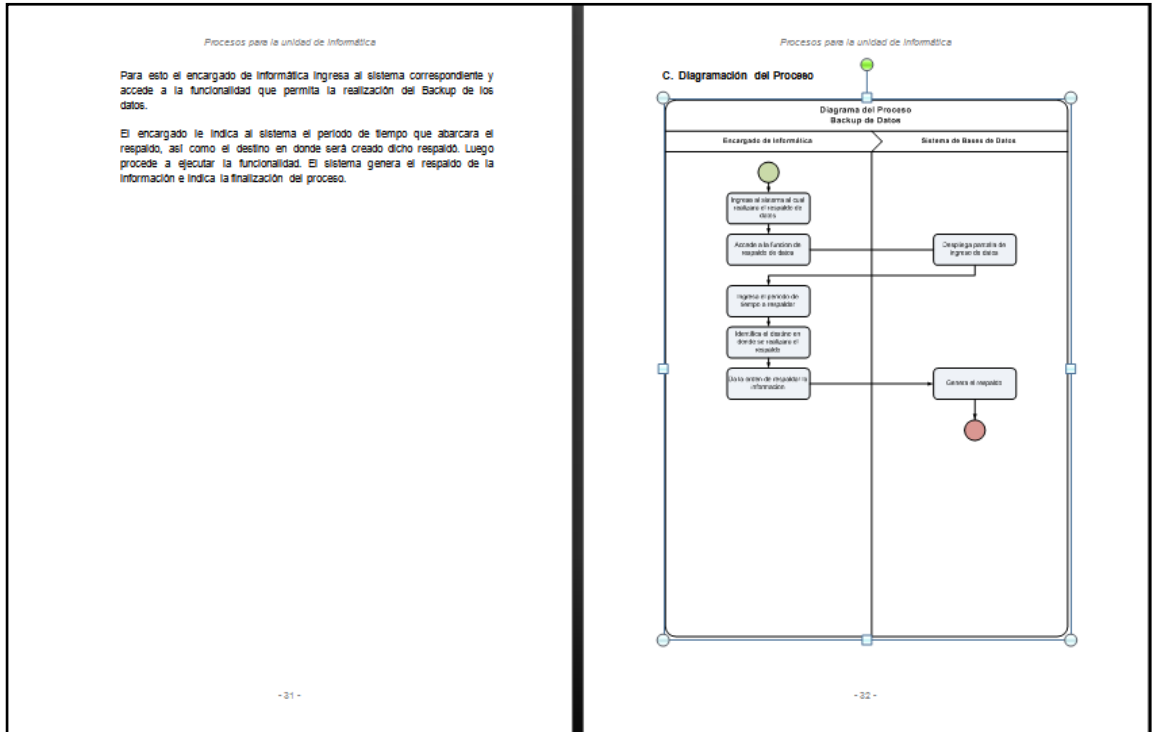 Procesos para la unidad de Informática
Para esto el encargado de Informática ingresa al sistema correspondiente y
accede a la funcionalidad que permita la realización del Backup de los
datos.
El encargado le indica al sistema el periodo de tiempo que abarcara el
respaldo, así como el destino en donde será creado dicho respaldó. Luego
procede a ejecutar la funcionalidad. El sistema genera el respaldo de la
información e indica la finalización del proceso.
- 31 -
Procesos para la unidad de Informática
C. Diagramación del Proceso
Diagrama del Proceso
Backup de Datos
Encargado de Informática
Sistema de Bases de Datos
Ingresa al sistema al cual
realizara el respaldo de
datos
Accede a la funcion de
respaldo de datos
Despliega pantalla de
ingreso de datos
Ingresa el periodo de
tiempo a respaldar
Identifica el destino en
donde se realizara el
respaldo
Da la orden de respaldar la
informacion
Genera el respaldo
- 32 -